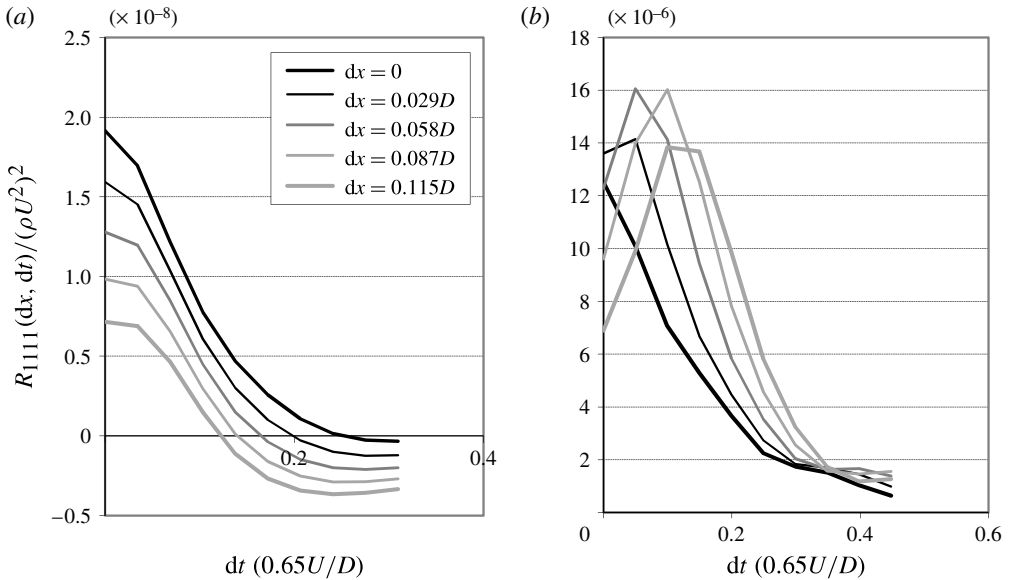 (a)
(× 10–8)
2.5
2.0
1.5
1.0
0.5
0
–0.5
0.2
0.4
R1111(dx, dt)/(ρU2)2
dx = 0
dx = 0.029D
dx = 0.058D
dx = 0.087D
dx = 0.115D
dt (0.65U/D)
(b)
(× 10–6)
18
16
14
12
10
8
6
4
2
0
0.2
0.4
0.6
dt (0.65U/D)